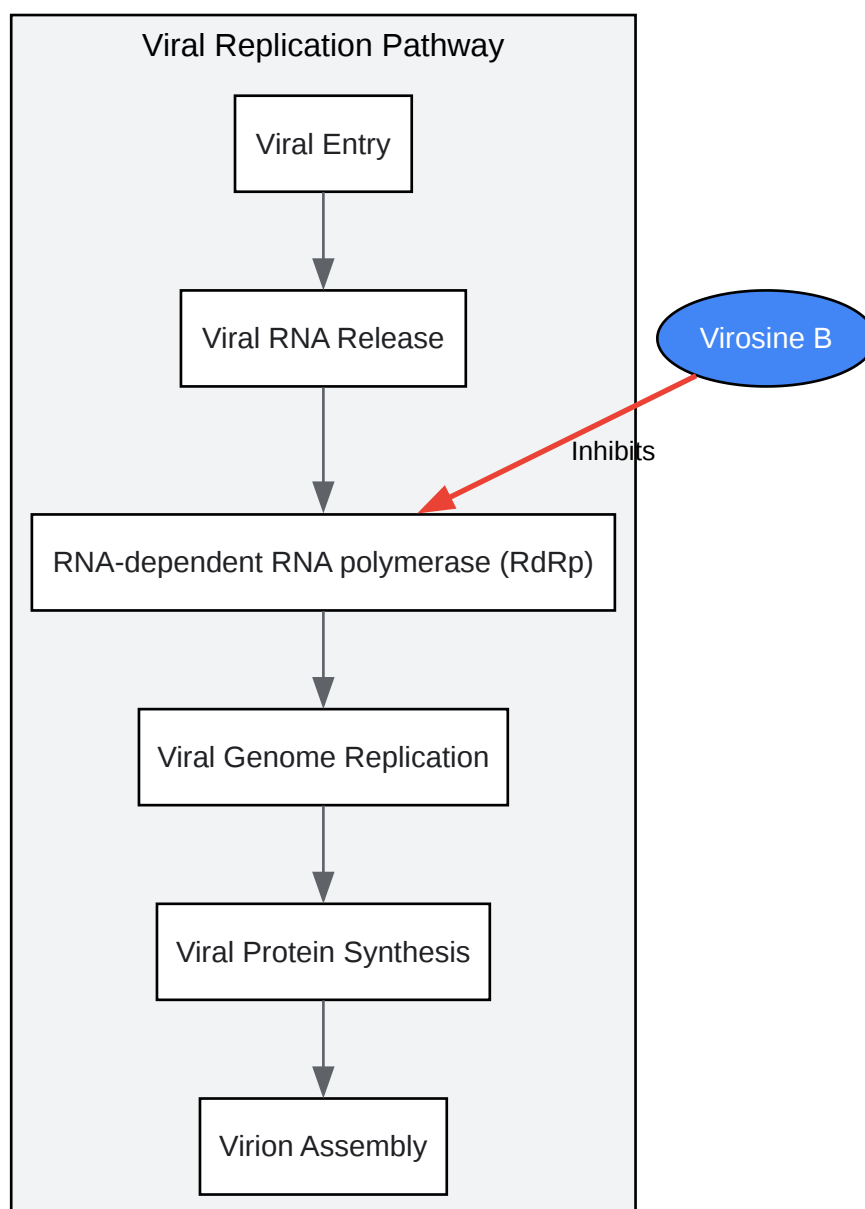 Viral Replication Pathway
Viral Entry
Viral RNA Release
Virosine B
Inhibits
RNA-dependent RNA polymerase (RdRp)
Viral Genome Replication
Viral Protein Synthesis
Virion Assembly